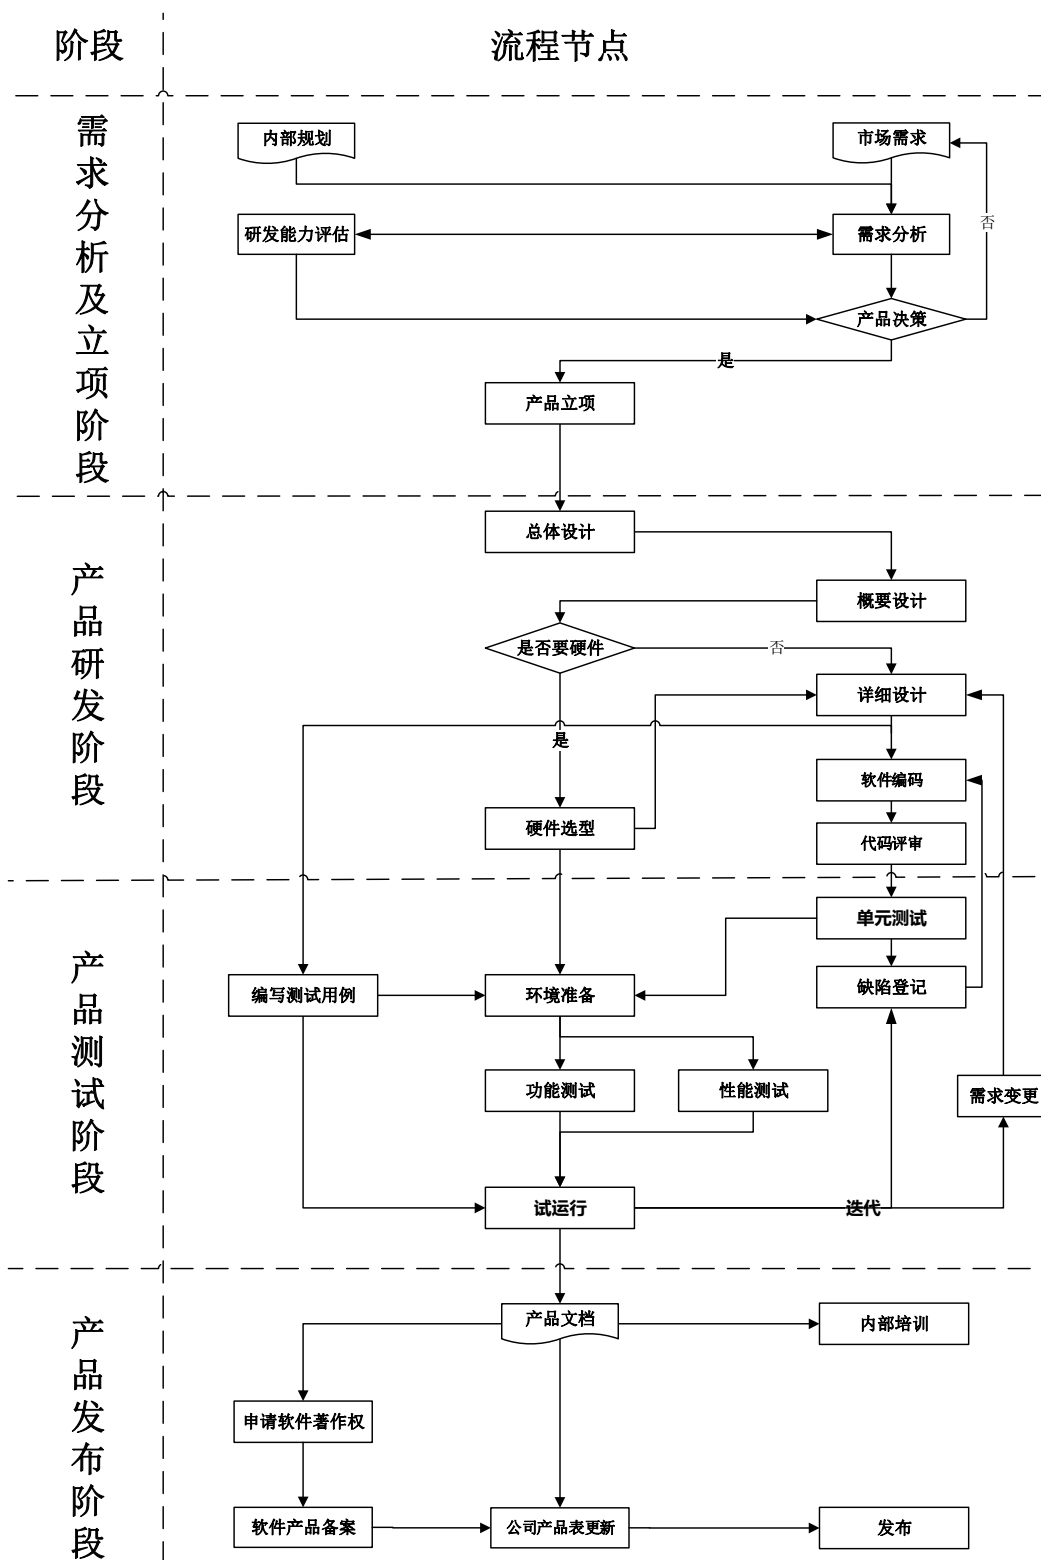 阶段
流程节点
需求分析及立项阶段
内部规划
市场需求
研发能力评估
需求分析
否
产品决策
是
产品立项
产品研发阶段
总体设计
概要设计
是否要硬件
否
详细设计
是
软件编码
硬件选型
代码评审
产品测试阶段
单元测试
编写测试用例
环境准备
缺陷登记
功能测试
性能测试
需求变更
试运行
迭代
产品发布阶段
产品文档
内部培训
申请软件著作权
软件产品备案
公司产品表更新
发布